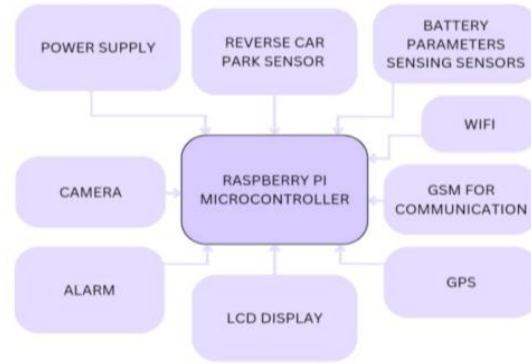 POWER SUPPLY
REVERSE CAR
PARK SENSOR
BATTERY
PARAMETERS
SENSING SENSORS
WIFI
CAMERA
RASPBERRY PI
MICROCONTROLLER
GSM FOR
COMMUNICATION
ALARM
LCD DISPLAY
GPS